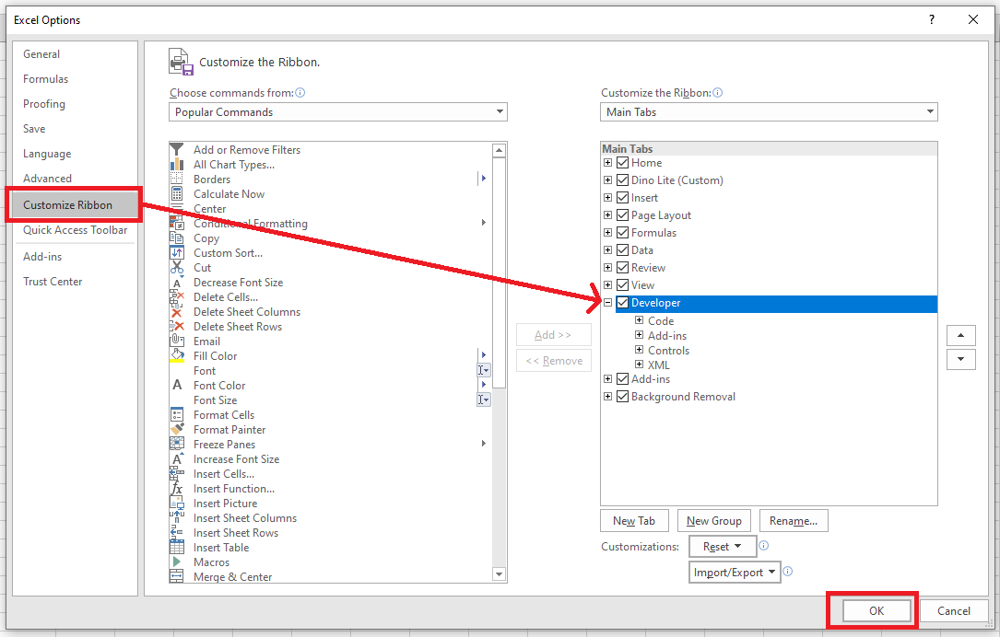 Excel Options
?
General
Formulas
Proofing
Save
Language
Advanced
Customize Ribbon
Quick Access Toolbar
Add-ins
Trust Center
Customize the Ribbon.
Choose commands from:
Popular Commands
Add or Remove Filters
All Chart Types...
Borders
Calculate Now
Center
Conditional Formatting
Copy
Custom Sort...
Cut
Decrease Font Size
Delete Cells...
Delete Sheet Columns
Delete Sheet Rows
Email
Fill Color
Font
Font Color
Font Size
Format Cells
Format Painter
Freeze Panes
Increase Font Size
Insert Cells...
Insert Function...
Insert Picture
Insert Sheet Columns
Insert Sheet Rows
Insert Table
Macros
Merge & Center
Add >>
<< Remove
Customize the Ribbon:
Main Tabs
Main Tabs
Home
Dino Lite (Custom)
Insert
Page Layout
Formulas
Data
Review
View
Developer
Code
Add-ins
Controls
XML
Add-ins
Background Removal
New Tab
New Group
Rename...
Customizations:
Reset
Import/Export
OK
Cancel